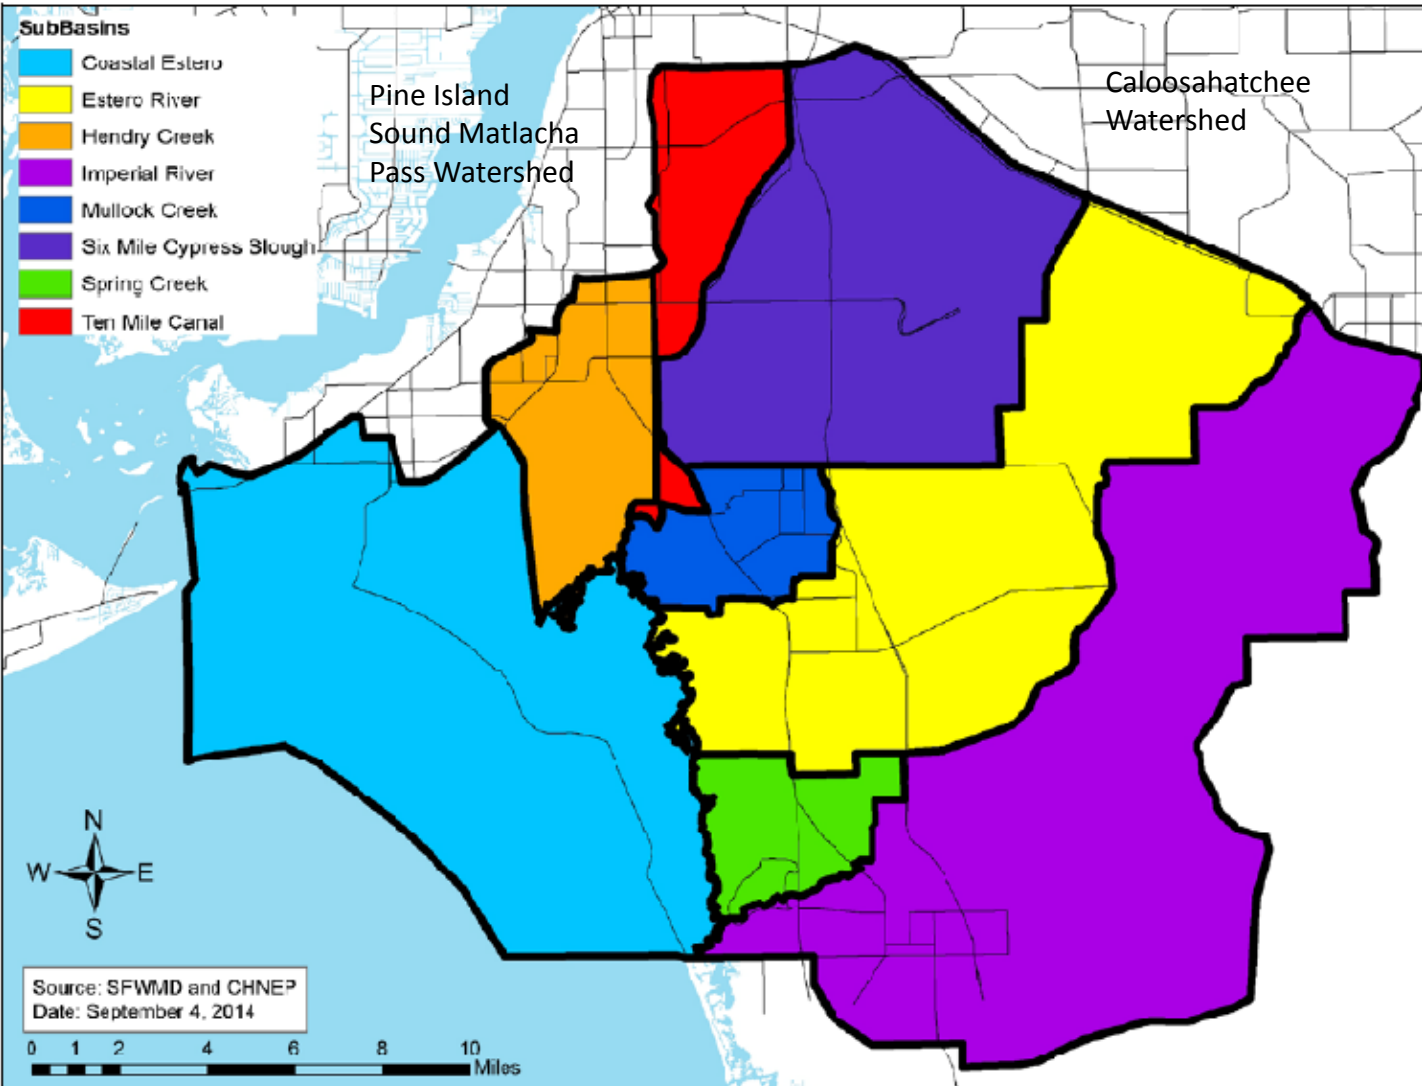 SubBasins
Coastal Estero
Estero River
Hendry Creek
Imperial River
Mullock Creek
Six Mile Cypress Slough
Spring Creek
Ten Mile Canal
Pine Island
Sound Matlacha
Pass Watershed
Caloosahatchee
Watershed
N
W E
S
Source: SFWMD and CHNEP
Date: September 4, 2014
0 1 2 4 6 8 10
Miles